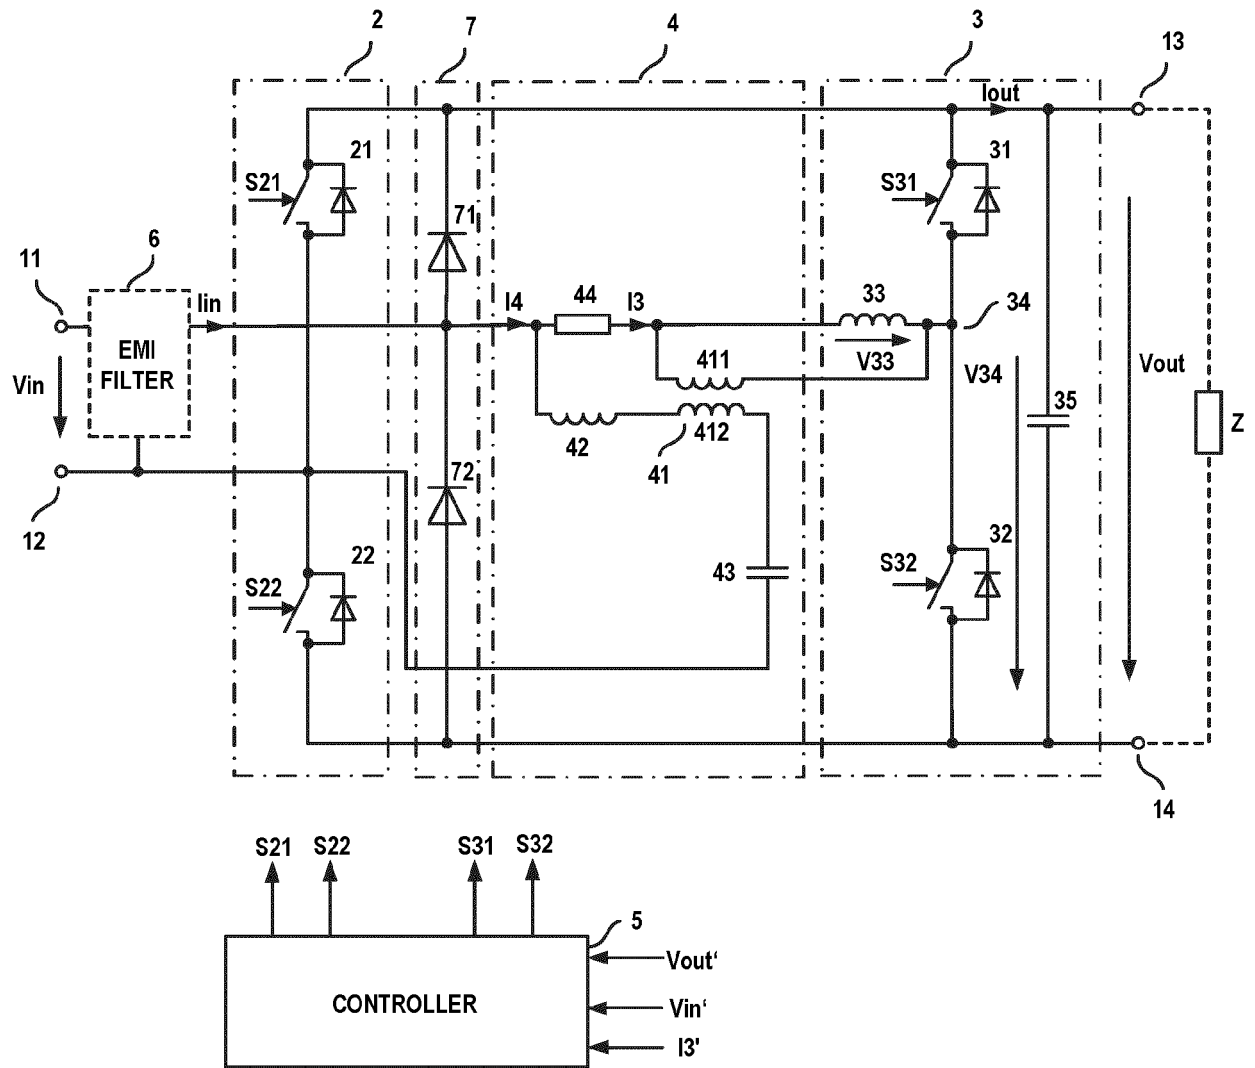 2
7
4
3
13
Iout
21
31
S21
S31
71
6
11
Iin
I4
44
I3
33
34
EMI
FILTER
Vin
V33
411
V34
Vout
35
42
412
Z
41
72
12
22
32
S22
43
S32
14
S21
S22
S31
S32
5
Vout‘
CONTROLLER
Vin‘
I3'